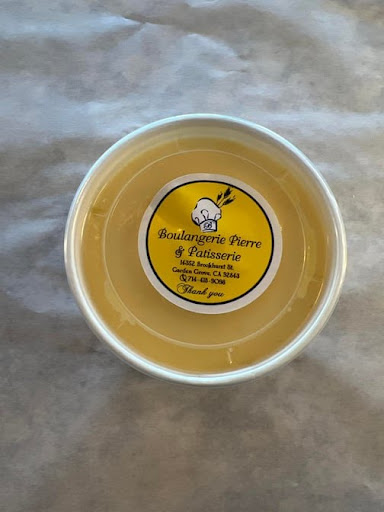 Boulangerie Pierre
& Patisserie
14352 Brookhurst St.
Garden Grove, CA 92843
714-418-9098
Thank you